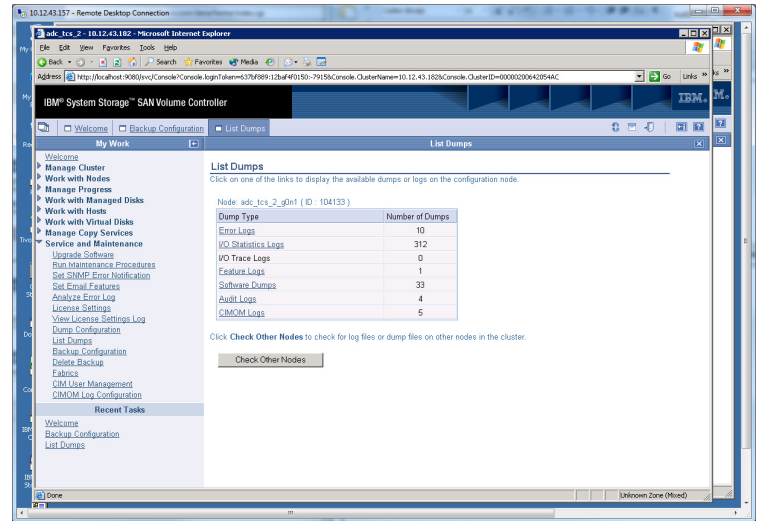 10.12.43.157 - Remote Desktop Connection
adc_tcs_2 - 10.12.43.182 - Microsoft Internet Explorer
File Edit View Favorites Tools Help
Back Search Favorites Media
Address http://localhost:9080/svc/Console?Console.loginToken=637bf889:12baf4f0150:-7915&Console.ClusterName=10.12.43.182&Console.ClusterID=00000200642054AC Go Links »
IBM® System Storage™ SAN Volume Controller IBM.
Welcome Backup Configuration List Dumps
My Work
List Dumps
Welcome
Manage Cluster
Work with Nodes
Manage Progress
Work with Managed Disks
Work with Hosts
Work with Virtual Disks
Manage Copy Services
Service and Maintenance
Upgrade Software
Run Maintenance Procedures
Set SNMP Error Notification
Set Email Features
Analyze Error Log
License Settings
View License Settings Log
Dump Configuration
List Dumps
Backup Configuration
Delete Backup
Fabrics
CIM User Management
CIMOM Log Configuration
Recent Tasks
Welcome
Backup Configuration
List Dumps
List Dumps
Click on one of the links to display the available dumps or logs on the configuration node.
Node: adc_tcs_2_g0n1 ( ID : 104133 )
Dump Type Number of Dumps
Error Logs 10
I/O Statistics Logs 312
I/O Trace Logs 0
Feature Logs 1
Software Dumps 33
Audit Logs 4
CIMOM Logs 5
Click Check Other Nodes to check for log files or dump files on other nodes in the cluster.
Check Other Nodes
Done Unknown Zone (Mixed)